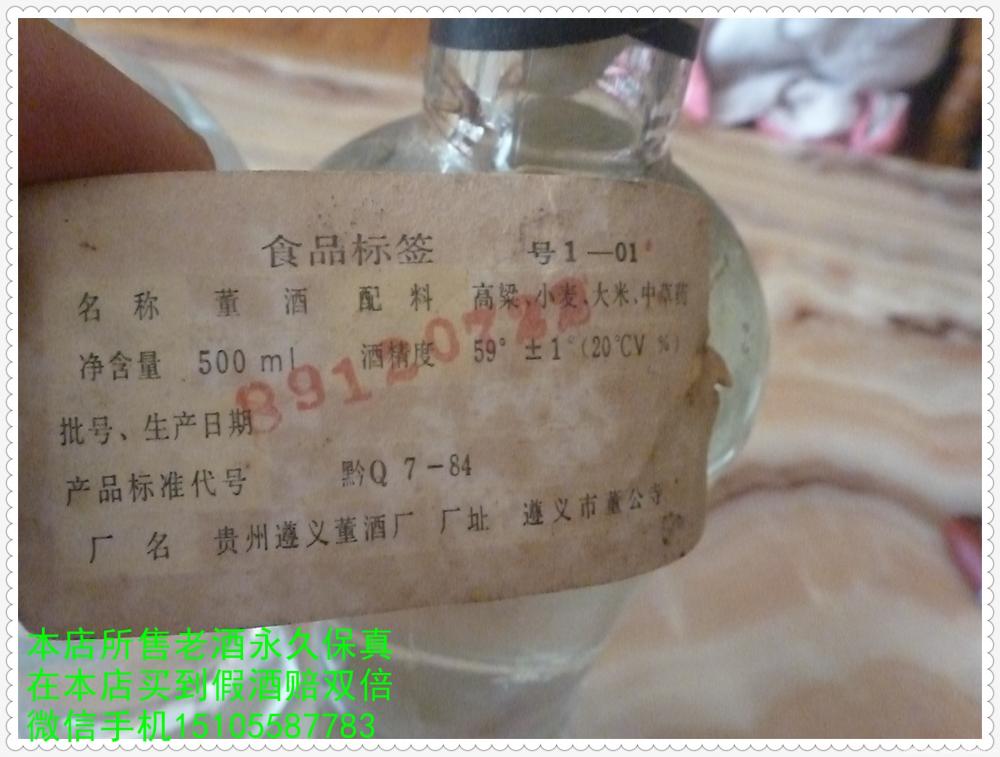 食品标签 号1—01
名称 董酒 配料 高粱、小麦、大米、中草药
净含量 500 ml 酒精度 59° ±1°(20℃V %)
批号、生产日期
产品标准代号 黔Q 7-84
厂名 贵州遵义董酒厂 厂址 遵义市董公寺
本店所售老酒永久保真
在本店买到假酒赔双倍
微信手机15105587783